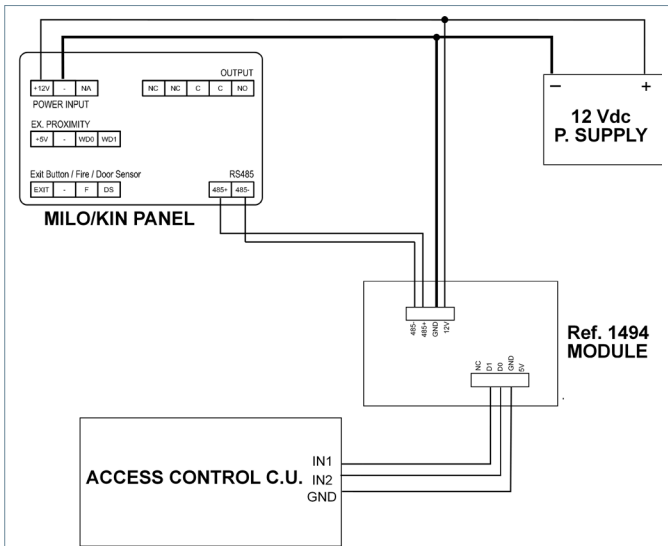 OUTPUT
+12V - NA
NC NC C C NO
POWER INPUT
EX. PROXIMITY
+5V - WD0 WD1
Exit Button / Fire / Door Sensor
RS485
EXIT - F DS
485+ 485-
MILO/KIN PANEL
- +
12 Vdc
P. SUPPLY
485-
485+
GND
12V
Ref. 1494
MODULE
NC
D1
D0
GND
5V
ACCESS CONTROL C.U.
IN1
IN2
GND